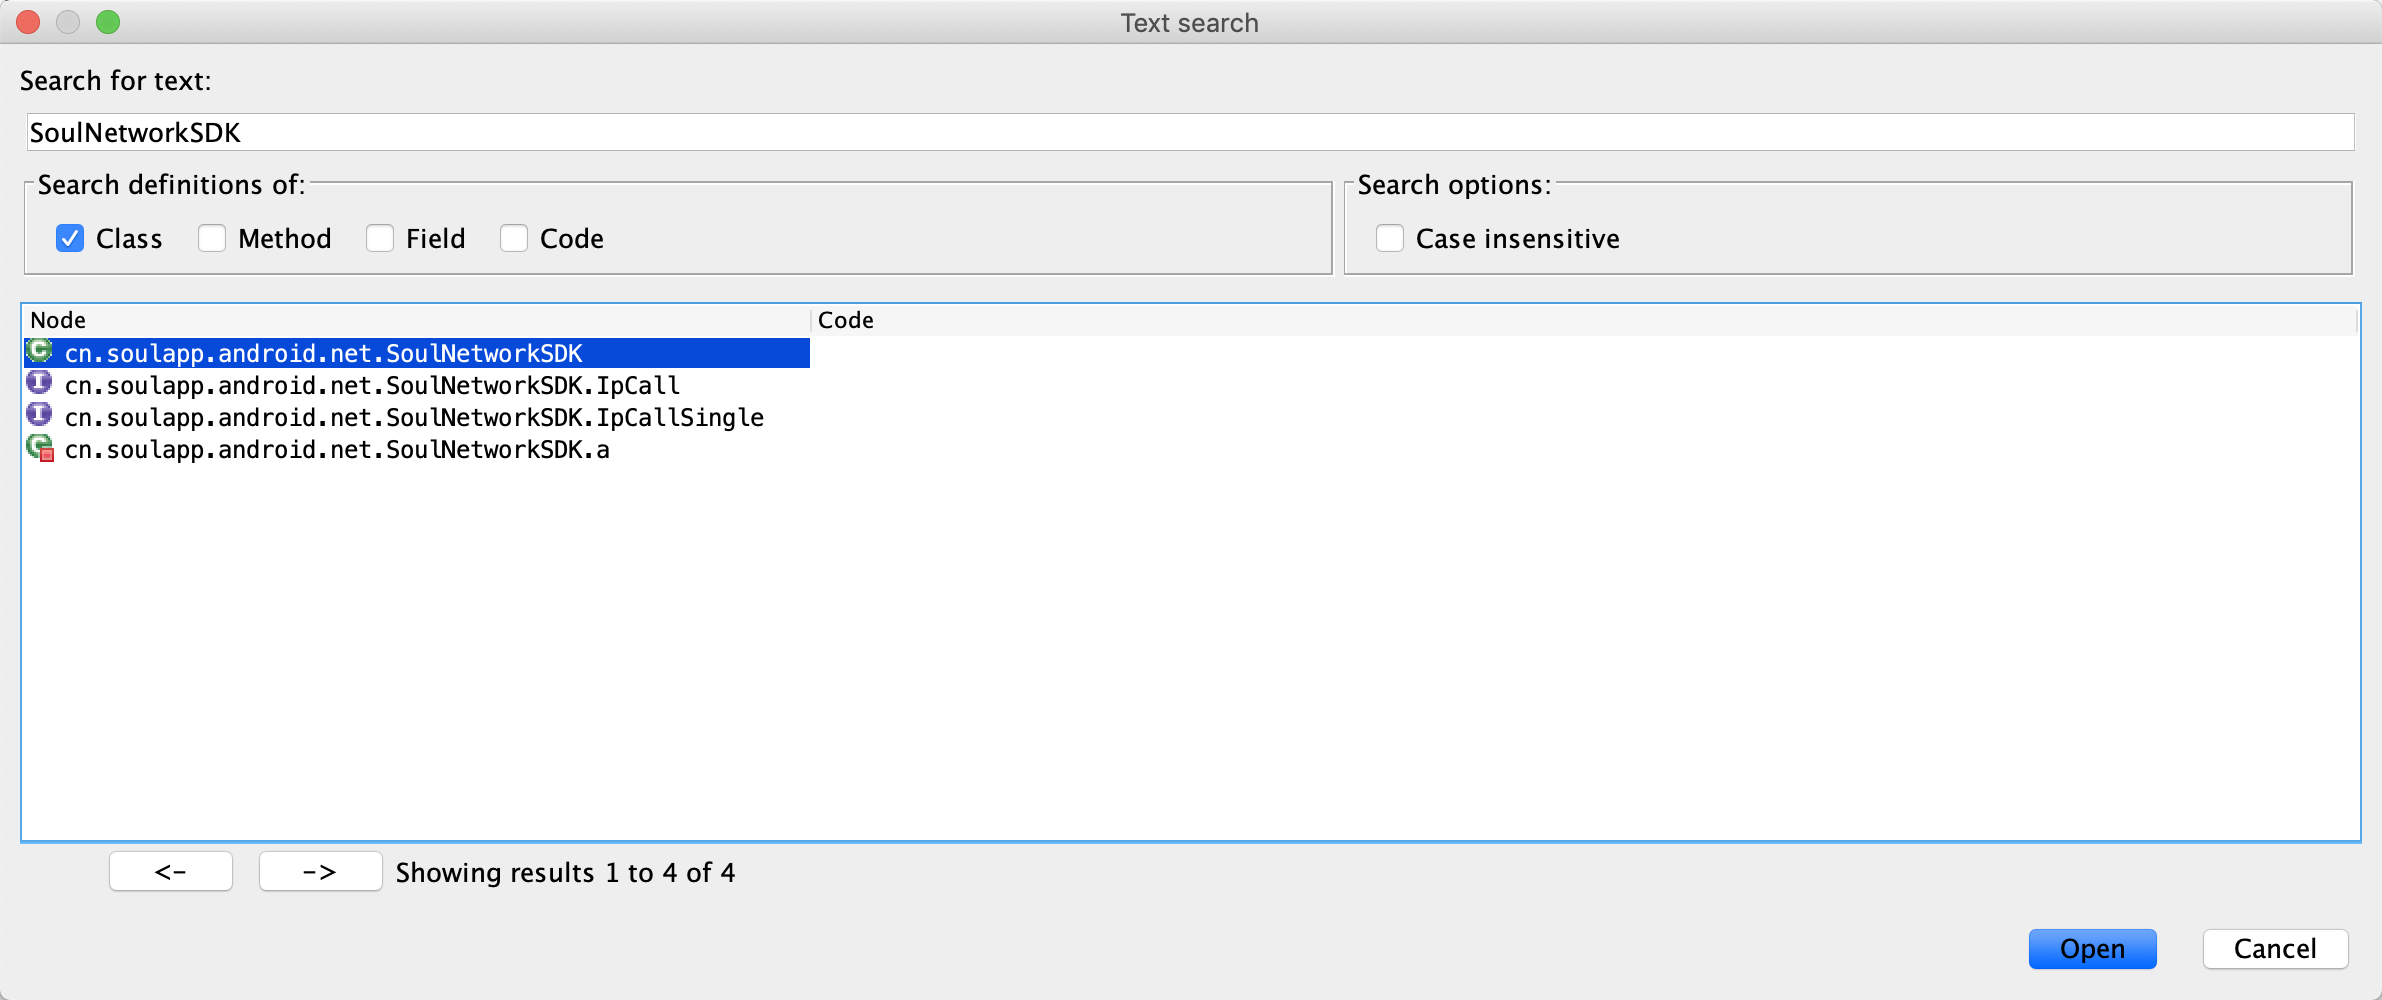 Text search
Search for text:
SoulNetworkSDK
Search definitions of:
Search options:
Class Method Field Code
Case insensitive
Node Code
cn.soulapp.android.net.SoulNetworkSDK
cn.soulapp.android.net.SoulNetworkSDK.IpCall
cn.soulapp.android.net.SoulNetworkSDK.IpCallSingle
cn.soulapp.android.net.SoulNetworkSDK.a
<- -> Showing results 1 to 4 of 4
Open Cancel